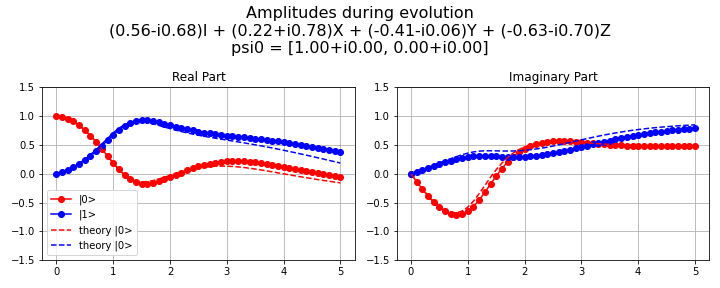 Amplitudes during evolution
(0.56-i0.68)I + (0.22+i0.78)X + (-0.41-i0.06)Y + (-0.63-i0.70)Z
psi0 = [1.00+i0.00, 0.00+i0.00]
Real Part
1.5
1.0
0.5
0.0
−0.5
−1.0
−1.5
|0>
|1>
theory |0>
theory |0>
0 1 2 3 4 5
Imaginary Part
1.5
1.0
0.5
0.0
−0.5
−1.0
−1.5
0 1 2 3 4 5